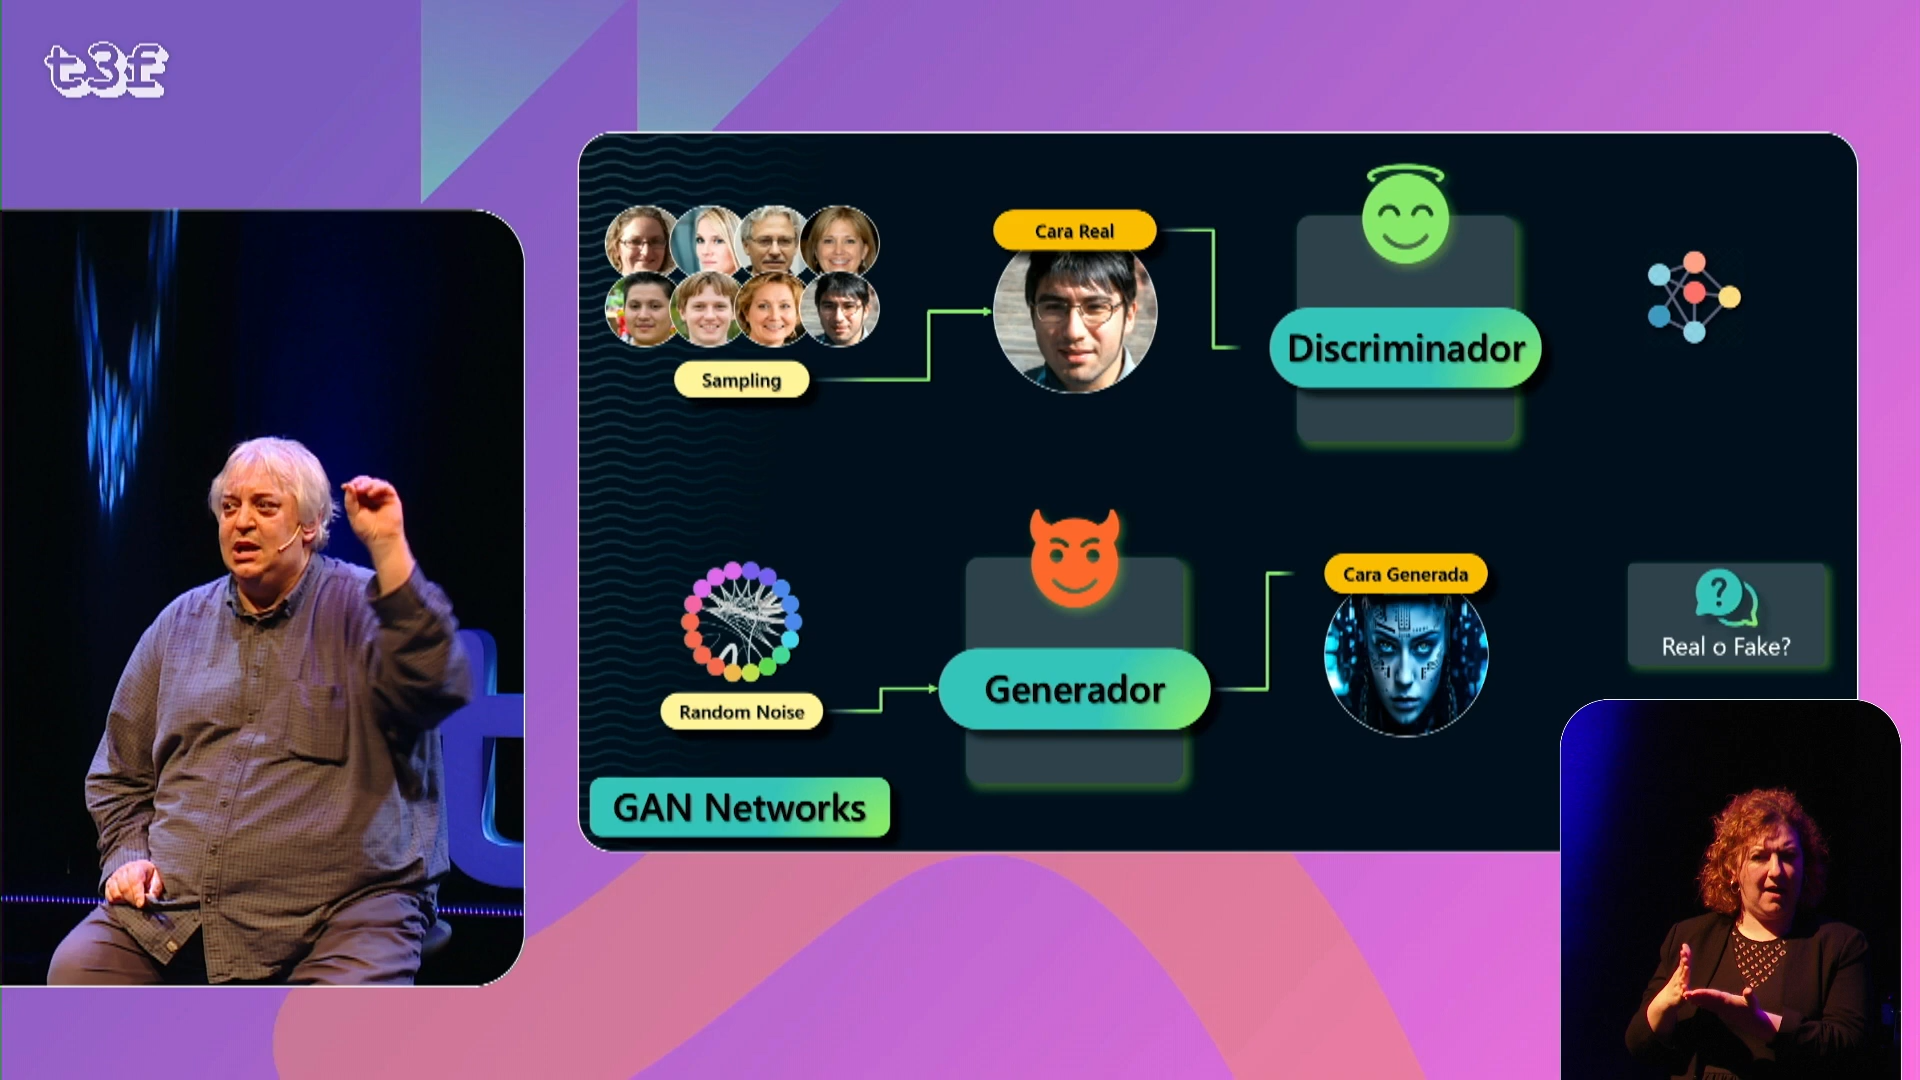 t3f
Cara Real
Sampling
Discriminador
Cara Generada
Real o Fake?
Random Noise
Generador
GAN Networks